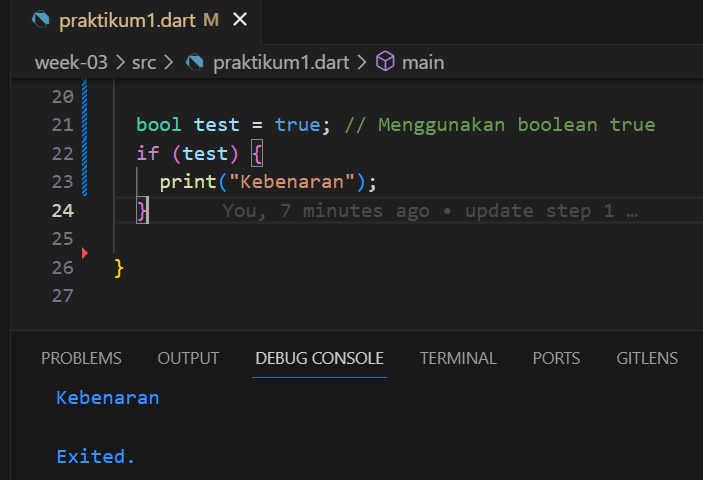 praktikum1.dart M
week-03 > src > praktikum1.dart > main
20
21 bool test = true; // Menggunakan boolean true
22 if (test) {
23 print("Kebenaran");
24 } You, 7 minutes ago • update step 1 …
25
26 }
27
PROBLEMS OUTPUT DEBUG CONSOLE TERMINAL PORTS GITLENS
Kebenaran
Exited.